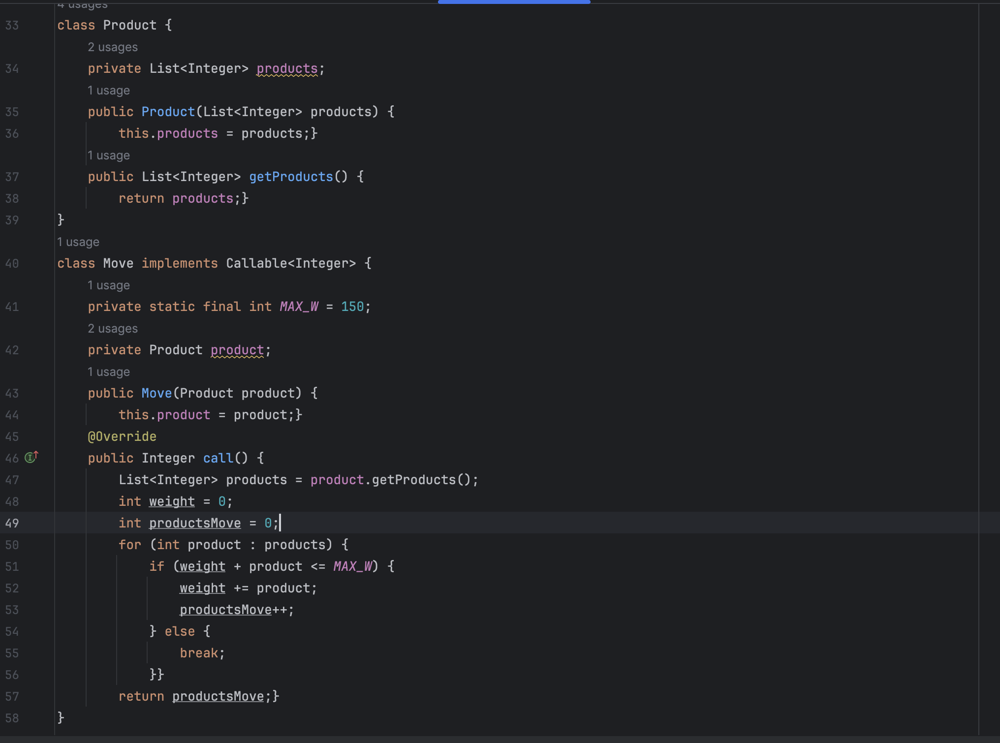 4 usages
33 class Product {
2 usages
34 private List<Integer> products;
1 usage
35 public Product(List<Integer> products) {
36 this.products = products;}
1 usage
37 public List<Integer> getProducts() {
38 return products;}
39 }
1 usage
40 class Move implements Callable<Integer> {
1 usage
41 private static final int MAX_W = 150;
2 usages
42 private Product product;
1 usage
43 public Move(Product product) {
44 this.product = product;}
45 @Override
46 public Integer call() {
47 List<Integer> products = product.getProducts();
48 int weight = 0;
49 int productsMove = 0;
50 for (int product : products) {
51 if (weight + product <= MAX_W) {
52 weight += product;
53 productsMove++;
54 } else {
55 break;
56 }}
57 return productsMove;}
58 }